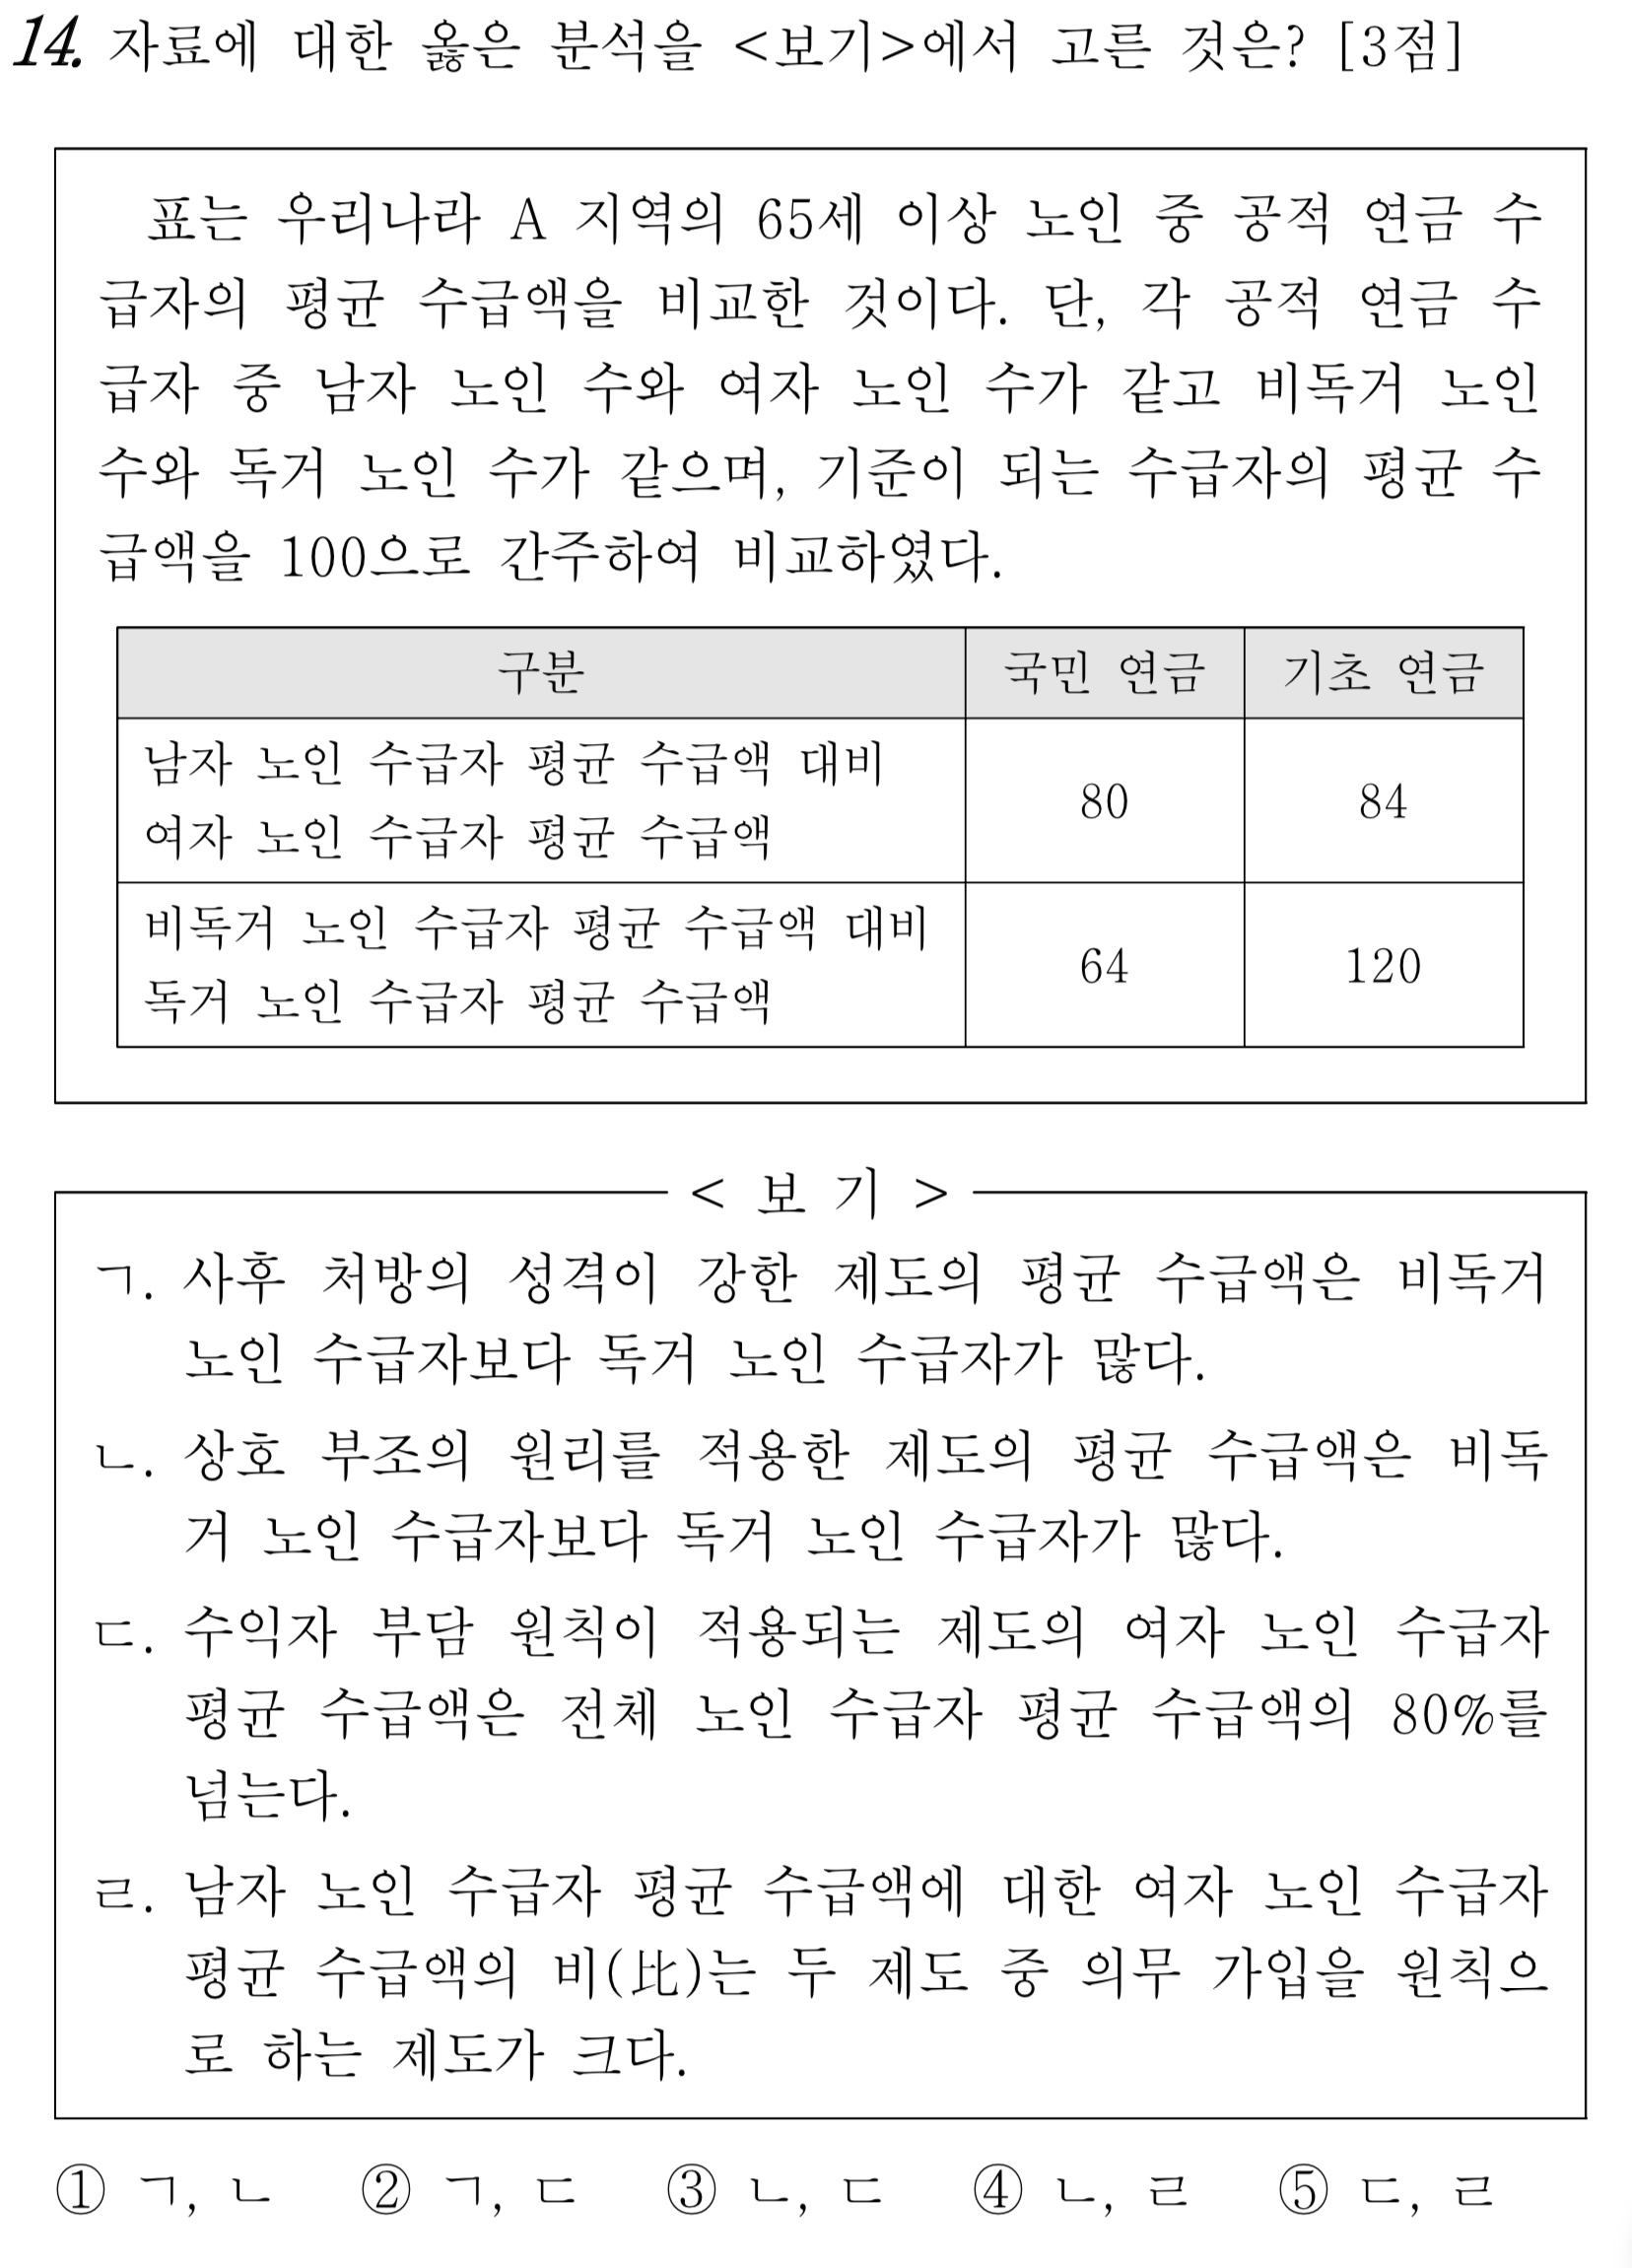 14. 자료에 대한 옳은 분석을 <보기>에서 고른 것은? [3점]
표는 우리나라 A 지역의 65세 이상 노인 중 공적 연금 수
급자의 평균 수급액을 비교한 것이다. 단, 각 공적 연금 수
급자 중 남자 노인 수와 여자 노인 수가 같고 비독거 노인
수와 독거 노인 수가 같으며, 기준이 되는 수급자의 평균 수
급액을 100으로 간주하여 비교하였다.
구분 국민 연금 기초 연금
남자 노인 수급자 평균 수급액 대비
여자 노인 수급자 평균 수급액
80 84
비독거 노인 수급자 평균 수급액 대비
독거 노인 수급자 평균 수급액
64 120
< 보 기 >
ㄱ. 사후 처방의 성격이 강한 제도의 평균 수급액은 비독거
노인 수급자보다 독거 노인 수급자가 많다.
ㄴ. 상호 부조의 원리를 적용한 제도의 평균 수급액은 비독
거 노인 수급자보다 독거 노인 수급자가 많다.
ㄷ. 수익자 부담 원칙이 적용되는 제도의 여자 노인 수급자
평균 수급액은 전체 노인 수급자 평균 수급액의 80%를
넘는다.
ㄹ. 남자 노인 수급자 평균 수급액에 대한 여자 노인 수급자
평균 수급액의 비(比)는 두 제도 중 의무 가입을 원칙으
로 하는 제도가 크다.
① ㄱ, ㄴ ② ㄱ, ㄷ ③ ㄴ, ㄷ ④ ㄴ, ㄹ ⑤ ㄷ, ㄹ